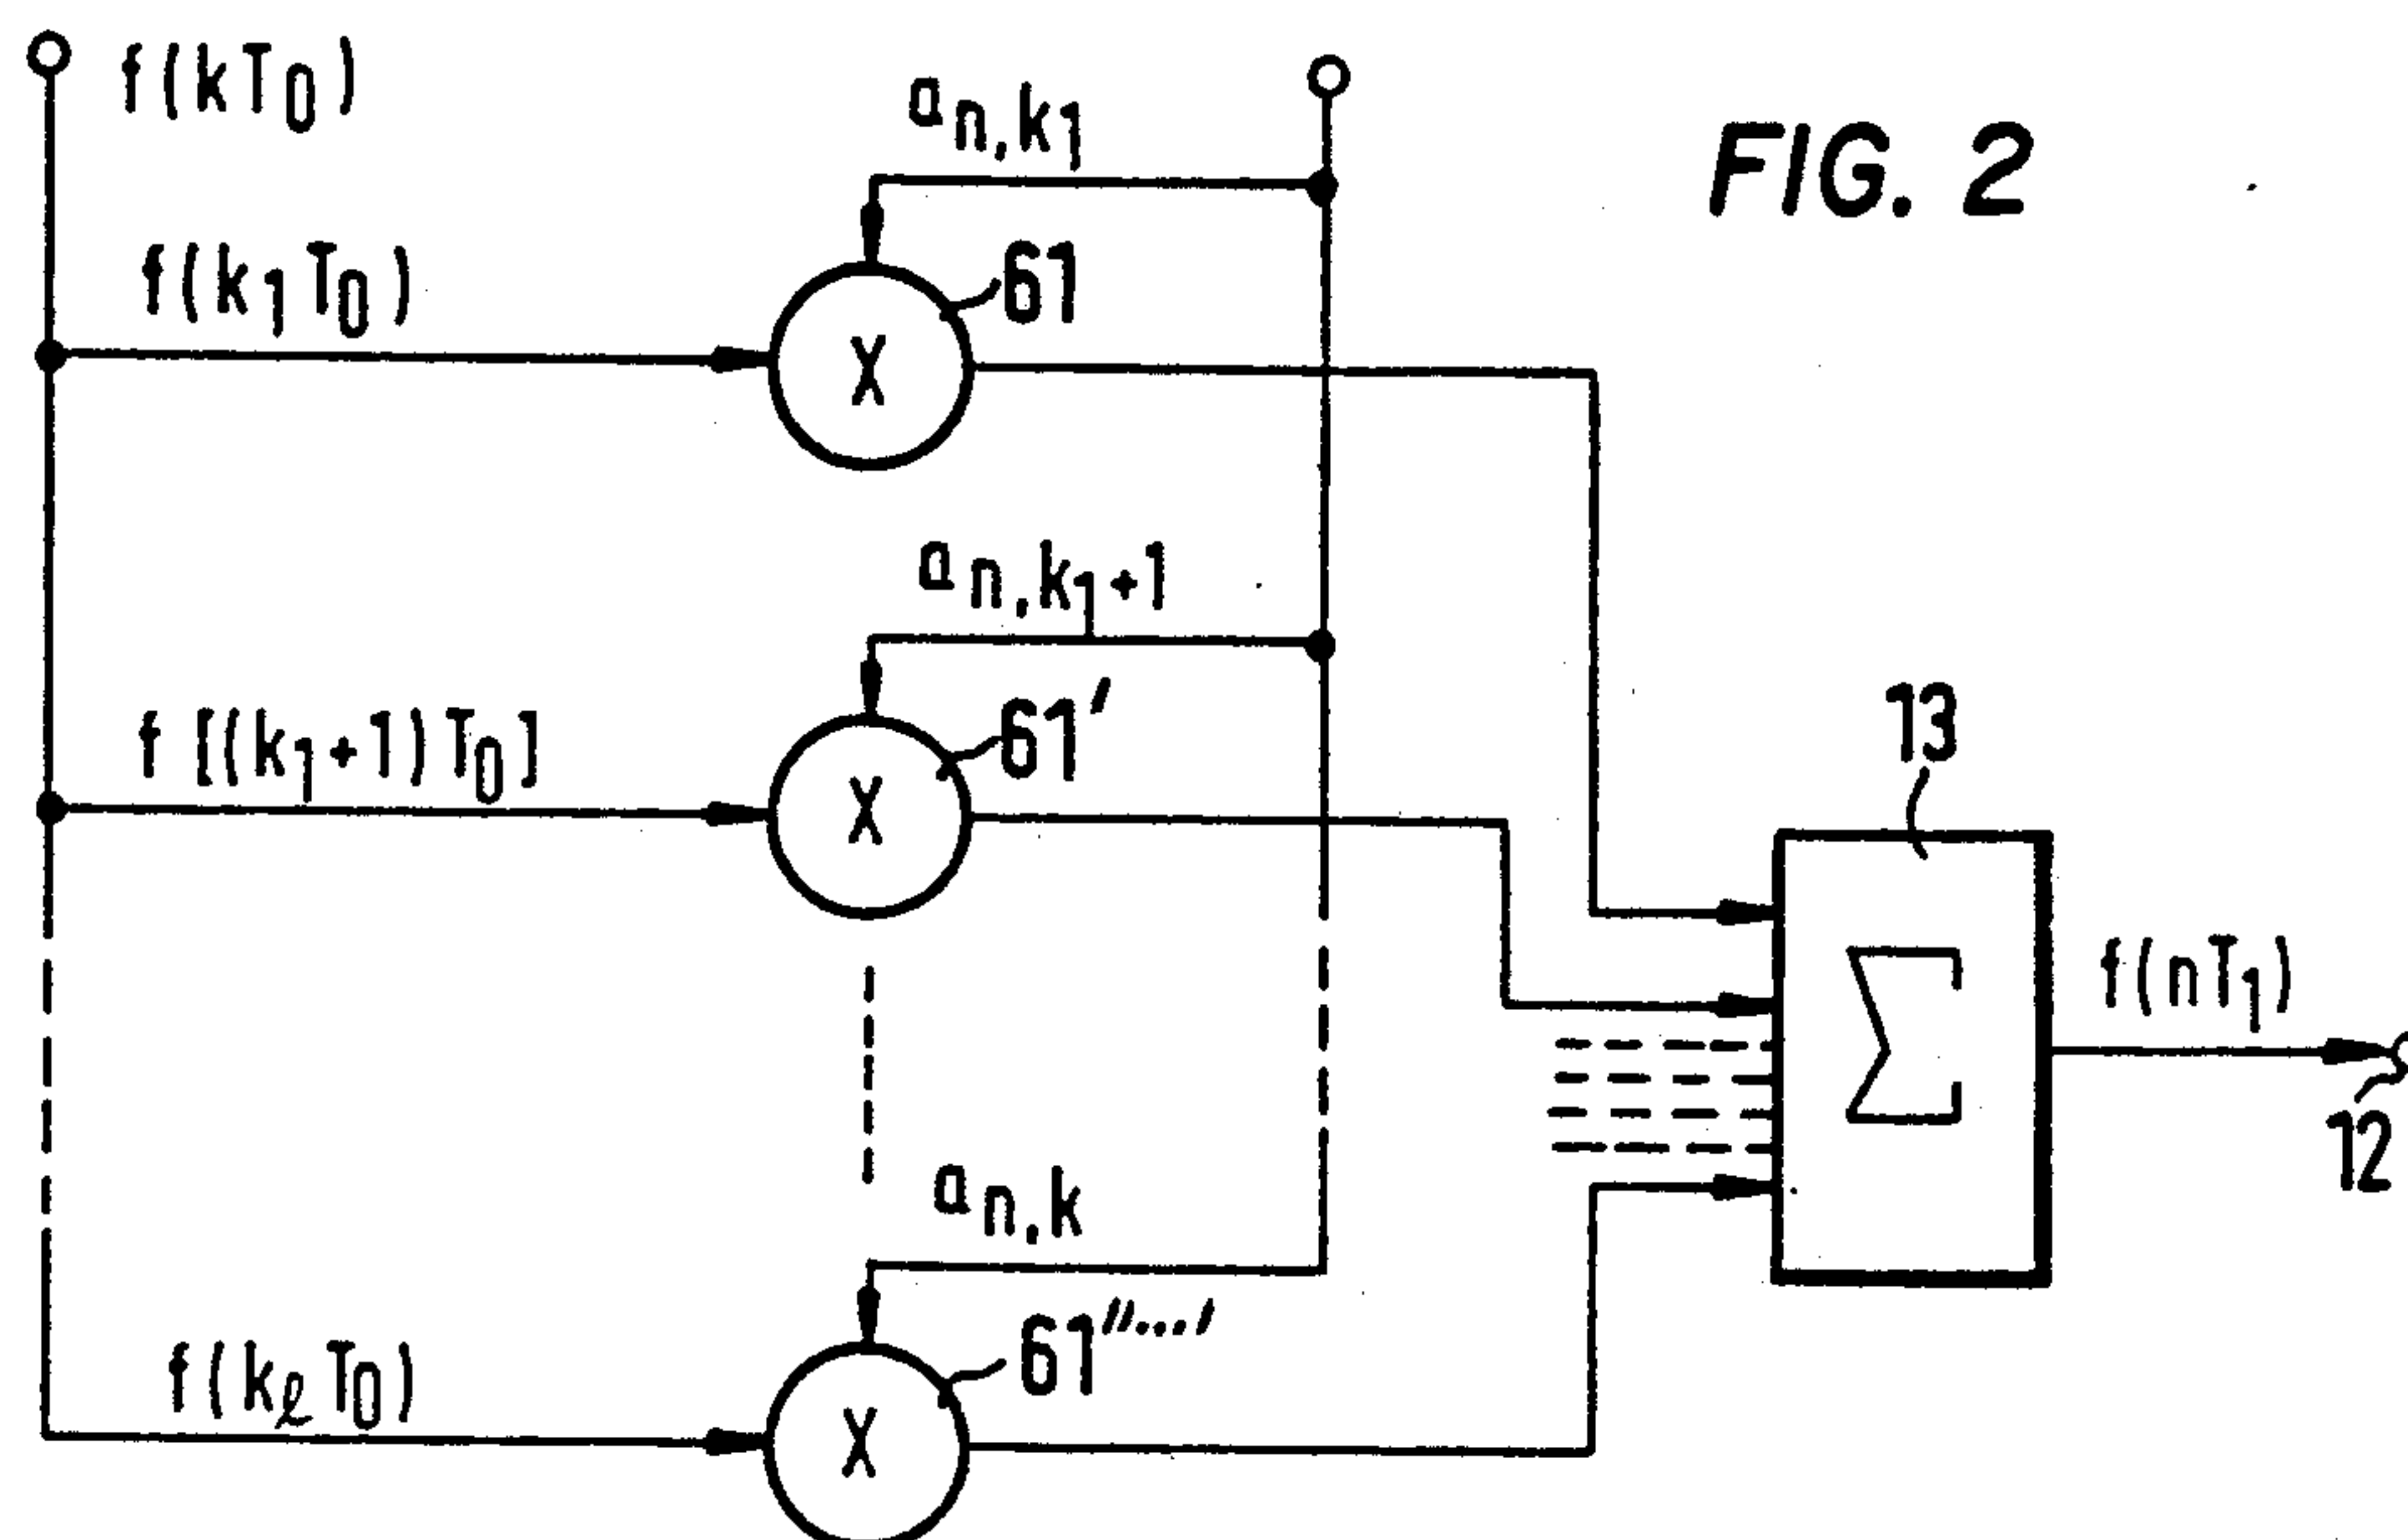 f(kT0)
an,k1
FIG. 2
f(k1T0)
61
X
an,k1+1
f[(k1+1)T0]
61'
X
13
Σ
f(nT1)
12
an,k
f(kℓT0)
61''...'
X